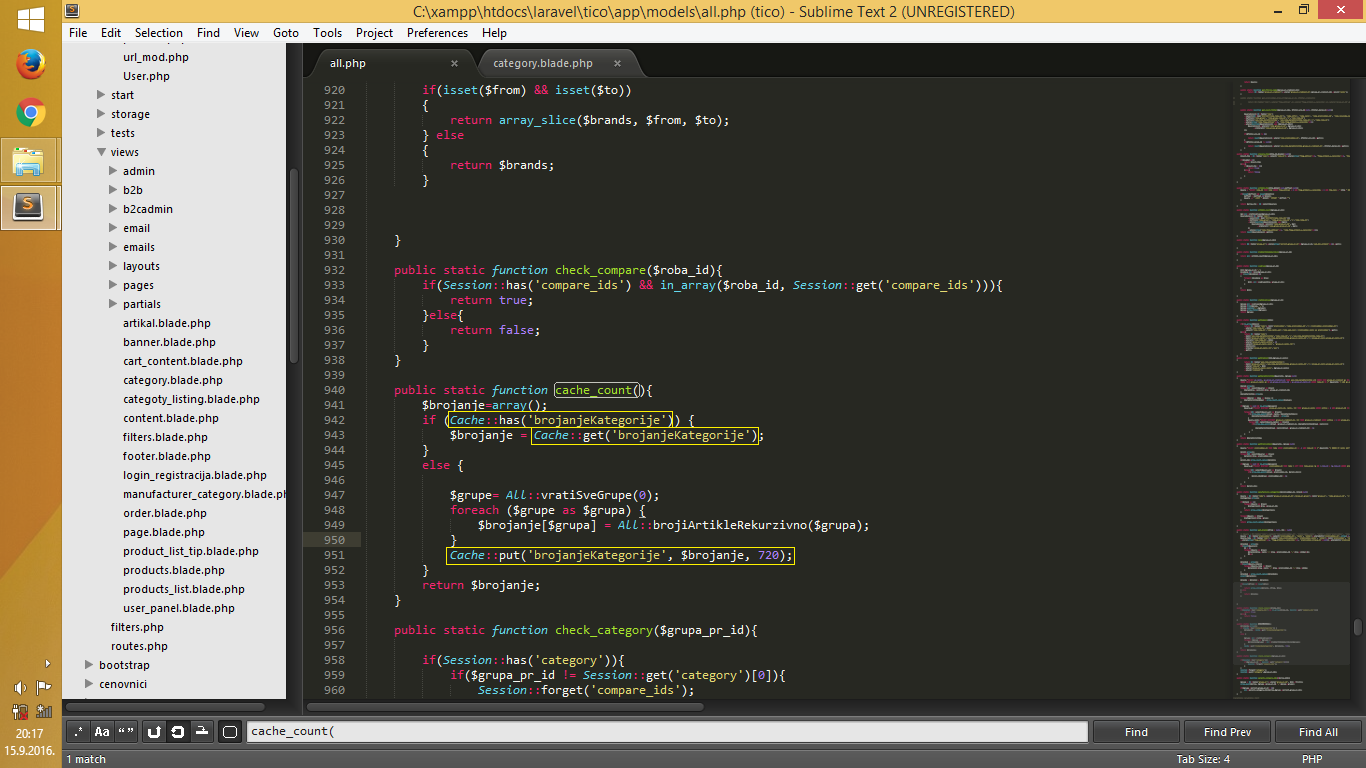 C:\xampp\htdocs\laravel\tico\app\models\all.php (tico) - Sublime Text 2 (UNREGISTERED)
File Edit Selection Find View Goto Tools Project Preferences Help
url_mod.php
User.php
start
storage
tests
views
admin
b2b
b2cadmin
email
emails
layouts
pages
partials
artikal.blade.php
banner.blade.php
cart_content.blade.php
category.blade.php
categoty_listing.blade.php
content.blade.php
filters.blade.php
footer.blade.php
login_registracija.blade.php
manufacturer_category.blade.ph
order.blade.php
page.blade.php
product_list_tip.blade.php
products.blade.php
products_list.blade.php
user_panel.blade.php
filters.php
routes.php
bootstrap
cenovnici
all.php × category.blade.php ×
920 if(isset($from) && isset($to))
921 {
922 return array_slice($brands, $from, $to);
923 } else
924 {
925 return $brands;
926 }
927
928
929
930 }
931
932 public static function check_compare($roba_id){
933 if(Session::has('compare_ids') && in_array($roba_id, Session::get('compare_ids'))){
934 return true;
935 }else{
936 return false;
937 }
938 }
939
940 public static function cache_count(){
941 $brojanje=array();
942 if (Cache::has('brojanjeKategorije')) {
943 $brojanje = Cache::get('brojanjeKategorije');
944 }
945 else {
946
947 $grupe= All::vratiSveGrupe(0);
948 foreach ($grupe as $grupa) {
949 $brojanje[$grupa] = All::brojiArtikleRekurzivno($grupa);
950 }
951 Cache::put('brojanjeKategorije', $brojanje, 720);
952 }
953 return $brojanje;
954 }
955
956 public static function check_category($grupa_pr_id){
957
958 if(Session::has('category')){
959 if($grupa_pr_id != Session::get('category')[0]){
960 Session::forget('compare_ids');
.* Aa “ ” cache_count( Find Find Prev Find All
1 match Tab Size: 4 PHP
20:17
15.9.2016.